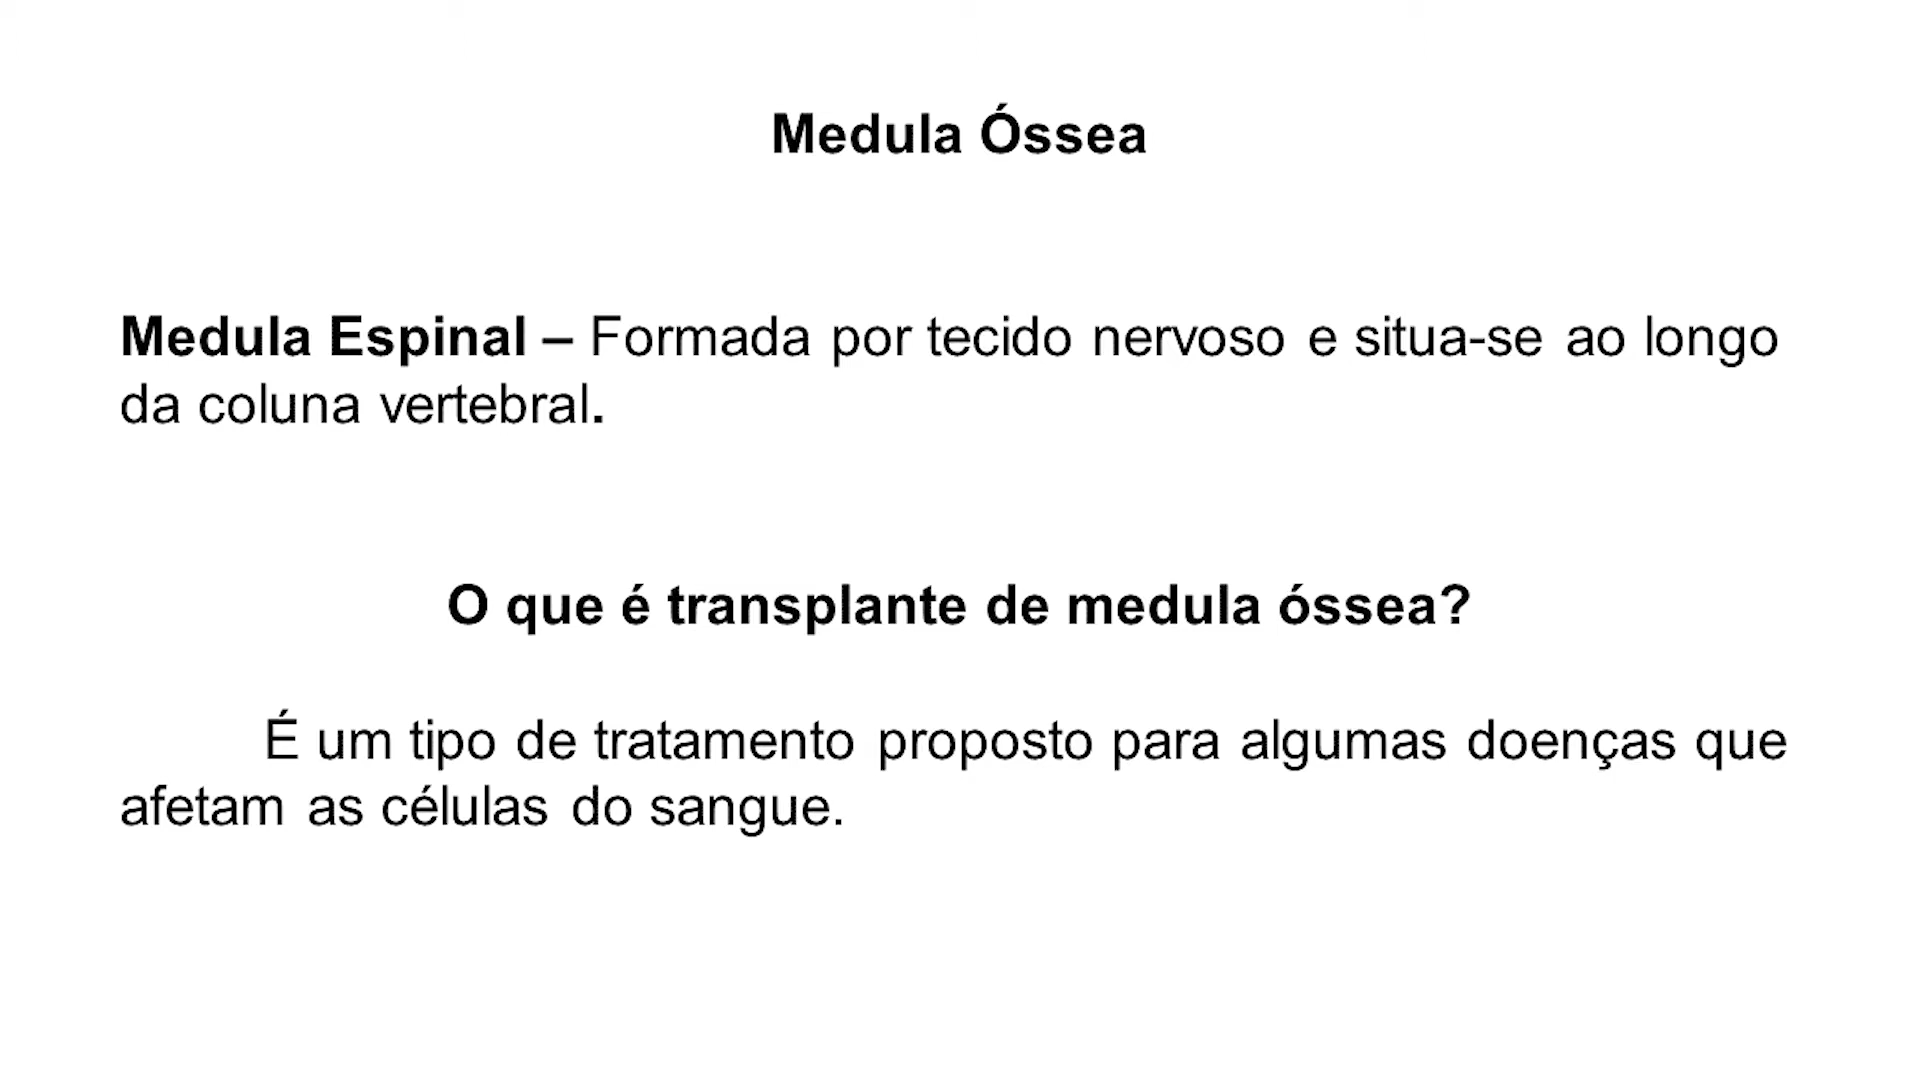 Medula Óssea
Medula Espinal – Formada por tecido nervoso e situa-se ao longo
da coluna vertebral.
O que é transplante de medula óssea?
É um tipo de tratamento proposto para algumas doenças que
afetam as células do sangue.